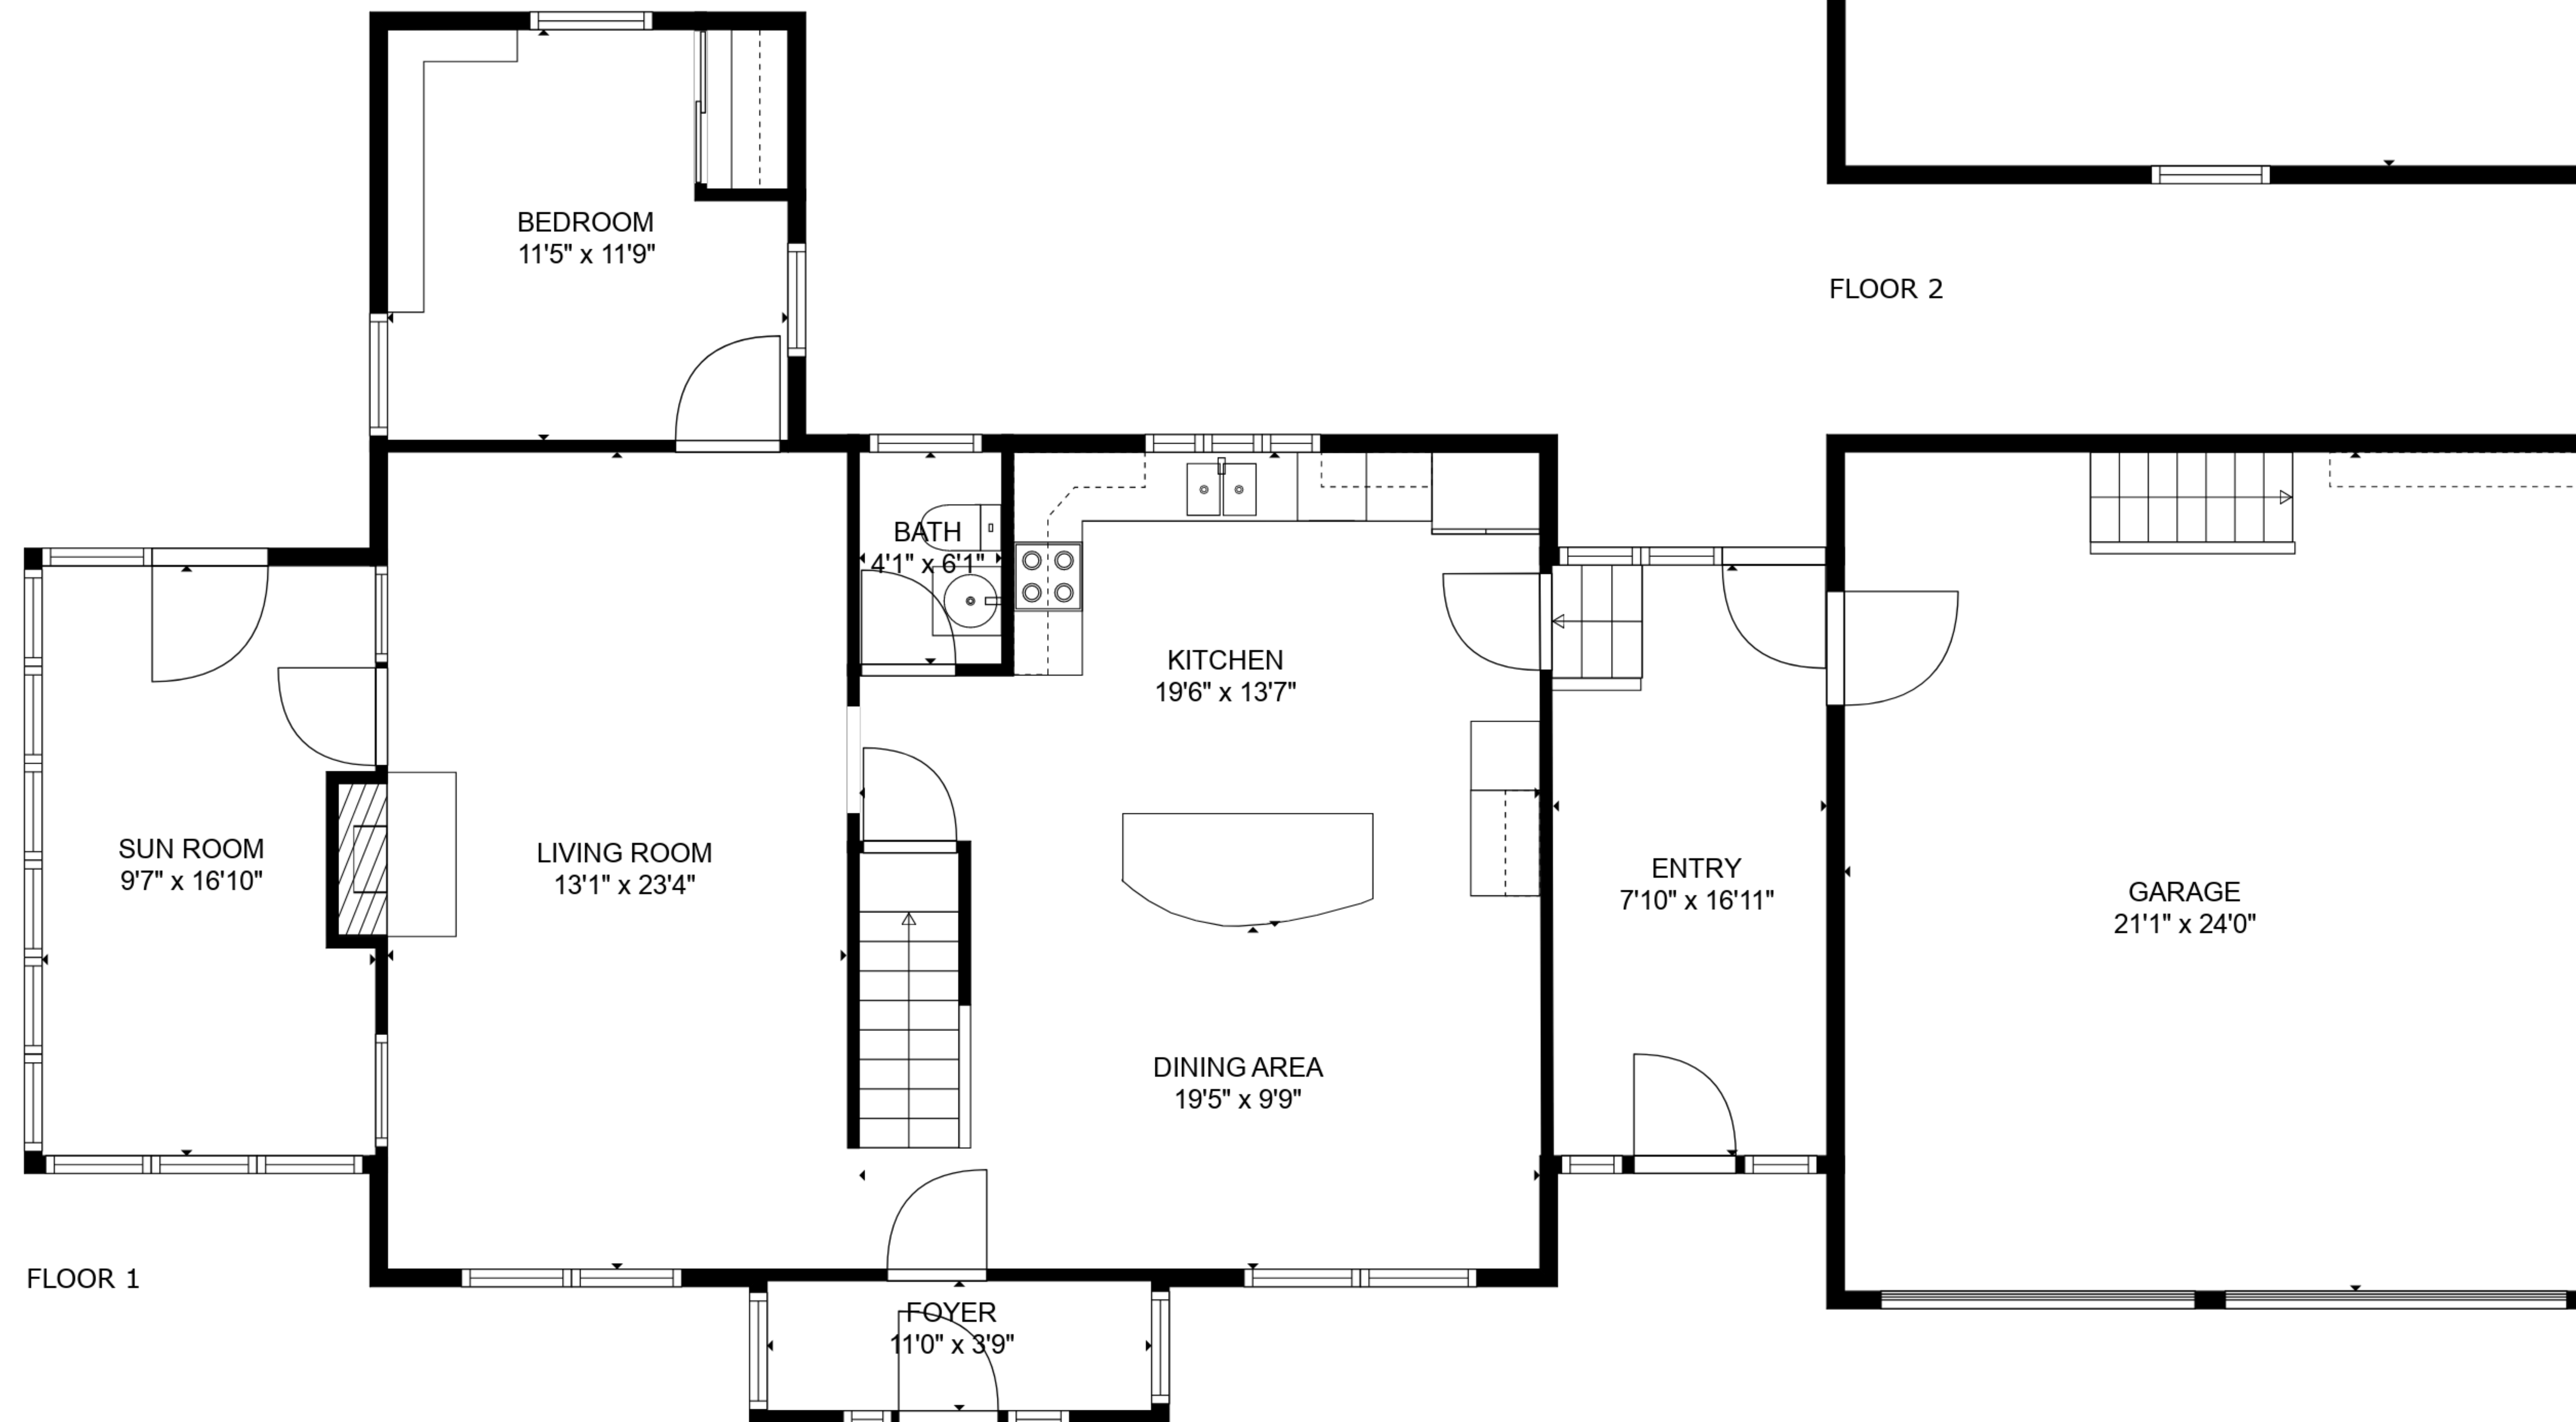 BEDROOM
11'5" x 11'9"
FLOOR 2
BATH
4'1" x 6'1"
KITCHEN
19'6" x 13'7"
SUN ROOM
9'7" x 16'10"
LIVING ROOM
13'1" x 23'4"
ENTRY
7'10" x 16'11"
GARAGE
21'1" x 24'0"
DINING AREA
19'5" x 9'9"
FLOOR 1
FOYER
11'0" x 3'9"